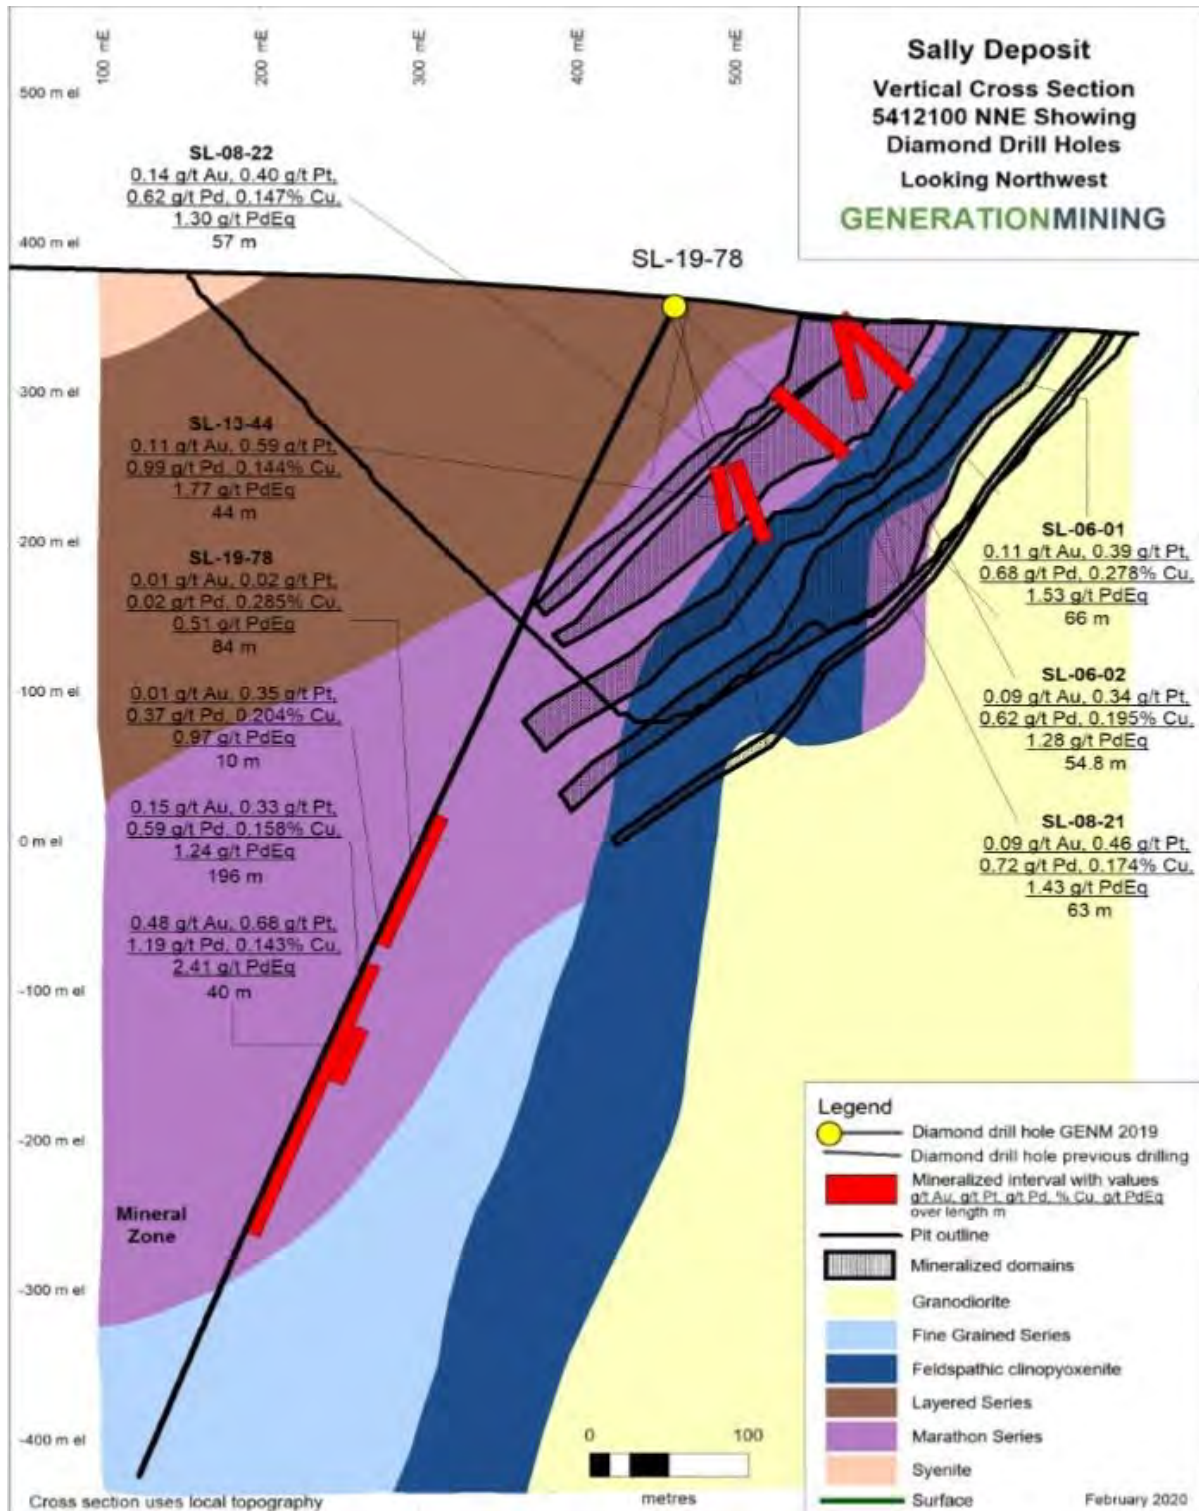 100 mE
200 mE
300 mE
400 mE
500 mE
Sally Deposit
Vertical Cross Section
5412100 NNE Showing
Diamond Drill Holes
Looking Northwest
GENERATIONMINING
500 m el
400 m el
300 m el
200 m el
100 m el
0 m el
-100 m el
-200 m el
-300 m el
-400 m el
SL-08-22
0.14 g/t Au, 0.40 g/t Pt,
0.62 g/t Pd, 0.147% Cu,
1.30 g/t PdEq
57 m
SL-19-78
SL-13-44
0.11 g/t Au, 0.59 g/t Pt,
0.99 g/t Pd, 0.144% Cu,
1.77 g/t PdEq
44 m
SL-19-78
0.01 g/t Au, 0.02 g/t Pt,
0.02 g/t Pd, 0.285% Cu,
0.51 g/t PdEq
84 m
0.01 g/t Au, 0.35 g/t Pt,
0.37 g/t Pd, 0.204% Cu,
0.97 g/t PdEq
10 m
0.15 g/t Au, 0.33 g/t Pt,
0.59 g/t Pd, 0.158% Cu,
1.24 g/t PdEq
196 m
0.48 g/t Au, 0.68 g/t Pt,
1.19 g/t Pd, 0.143% Cu,
2.41 g/t PdEq
40 m
SL-06-01
0.11 g/t Au, 0.39 g/t Pt,
0.68 g/t Pd, 0.278% Cu,
1.53 g/t PdEq
66 m
SL-06-02
0.09 g/t Au, 0.34 g/t Pt,
0.62 g/t Pd, 0.195% Cu,
1.28 g/t PdEq
54.8 m
SL-08-21
0.09 g/t Au, 0.46 g/t Pt,
0.72 g/t Pd, 0.174% Cu,
1.43 g/t PdEq
63 m
Mineral
Zone
Legend
Diamond drill hole GENM 2019
Diamond drill hole previous drilling
Mineralized interval with values
g/t Au, g/t Pt, g/t Pd, % Cu, g/t PdEq
over length m
Pit outline
Mineralized domains
Granodiorite
Fine Grained Series
Feldspathic clinopyoxenite
Layered Series
Marathon Series
Syenite
Surface
0 100
metres
Cross section uses local topography
February 2020